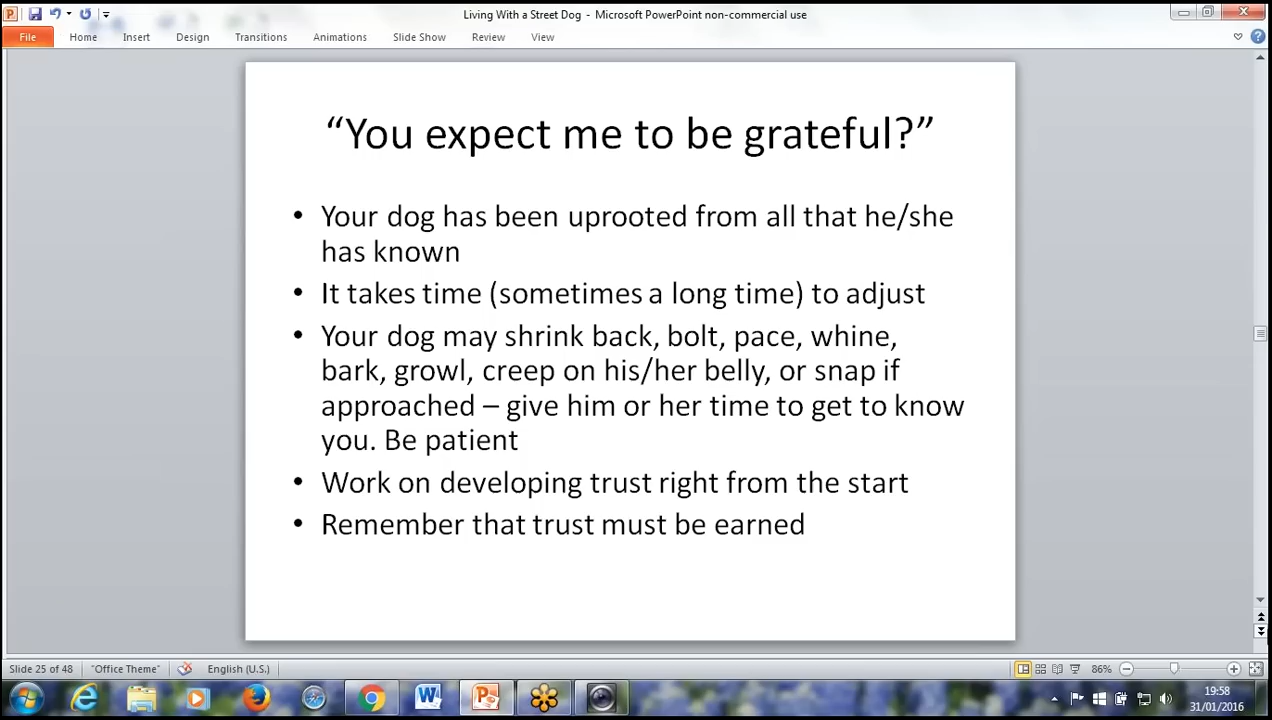 Living With a Street Dog - Microsoft PowerPoint non-commercial use
File Home Insert Design Transitions Animations Slide Show Review View
“You expect me to be grateful?”
• Your dog has been uprooted from all that he/she
has known
• It takes time (sometimes a long time) to adjust
• Your dog may shrink back, bolt, pace, whine,
bark, growl, creep on his/her belly, or snap if
approached – give him or her time to get to know
you. Be patient
• Work on developing trust right from the start
• Remember that trust must be earned
Slide 25 of 48 "Office Theme" English (U.S.) 86%
19:58
31/01/2016